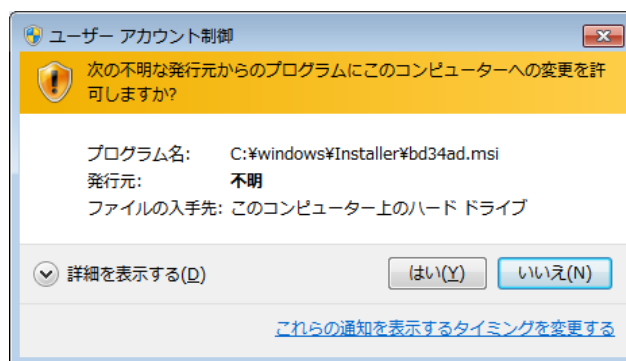 ユーザー アカウント制御
次の不明な発行元からのプログラムにこのコンピューターへの変更を許
可しますか?
プログラム名: C:¥windows¥Installer¥bd34ad.msi
発行元: 不明
ファイルの入手先: このコンピューター上のハード ドライブ
詳細を表示する(D) はい(Y) いいえ(N)
これらの通知を表示するタイミングを変更する